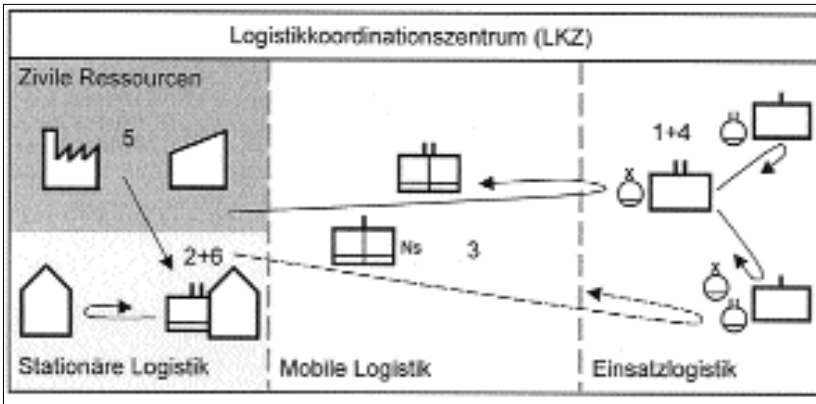 Logistikkoordinationszentrum (LKZ)
Zivile Ressourcen
5
1+4
2+6
Ns
3
Stationäre Logistik
Mobile Logistik
Einsatzlogistik